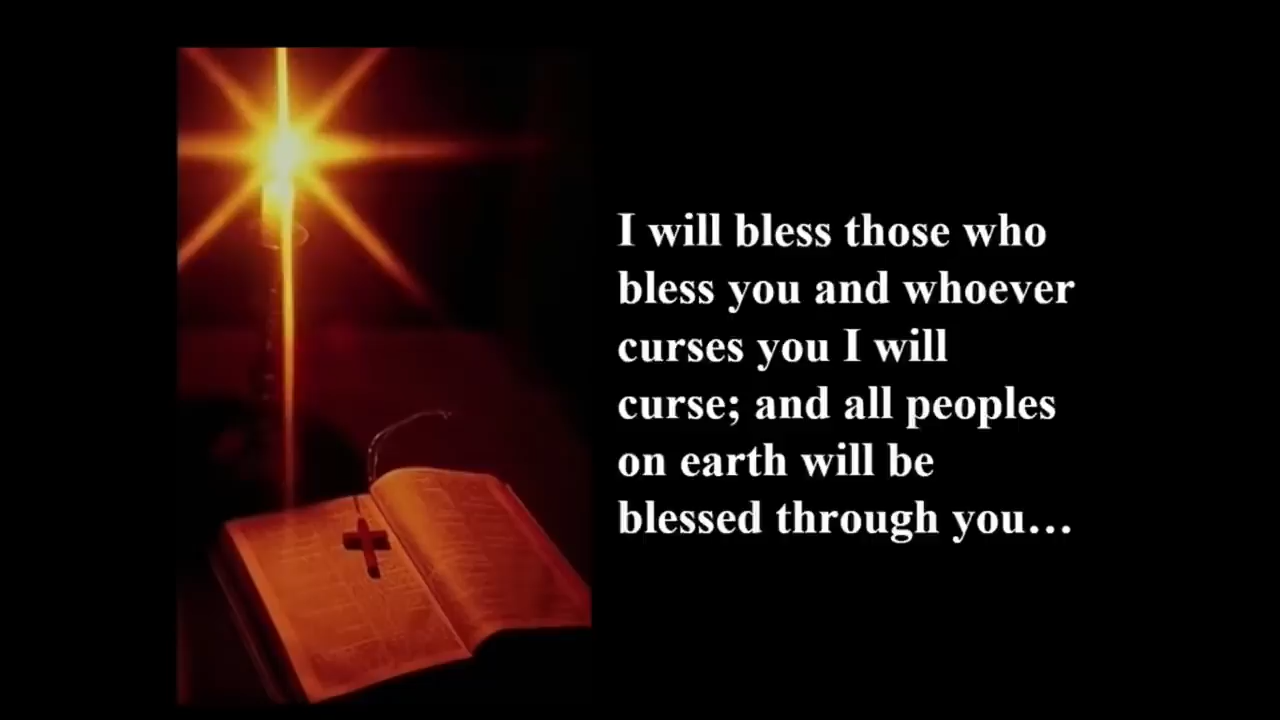 I will bless those who
bless you and whoever
curses you I will
curse; and all peoples
on earth will be
blessed through you…